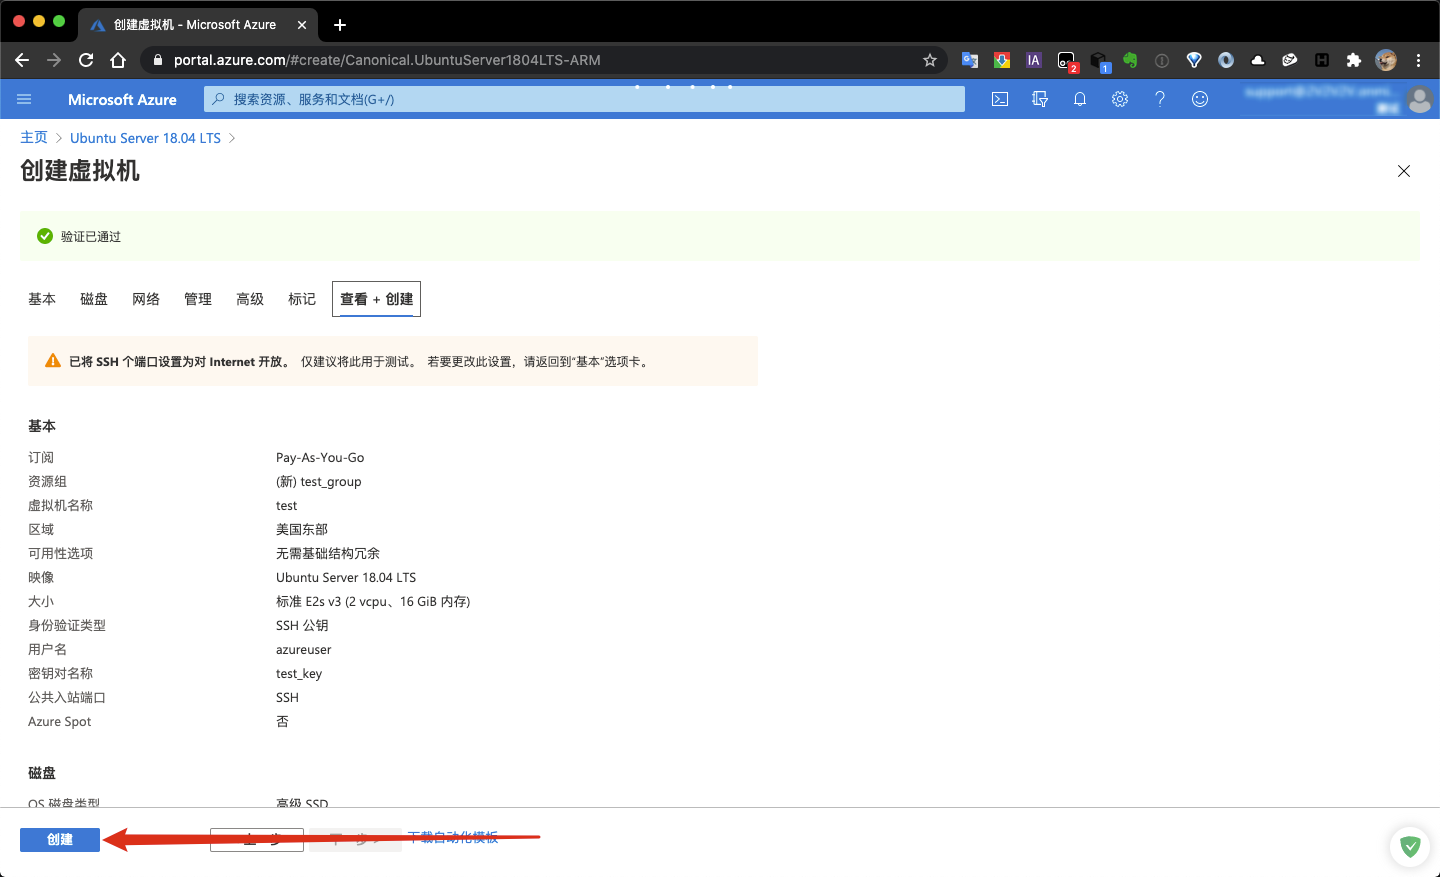 创建虚拟机 - Microsoft Azure
portal.azure.com/#create/Canonical.UbuntuServer1804LTS-ARM
IA
2
1
H
Microsoft Azure
搜索资源、服务和文档(G+/)
主页 > Ubuntu Server 18.04 LTS >
创建虚拟机
验证已通过
基本 磁盘 网络 管理 高级 标记 查看 + 创建
已将 SSH 个端口设置为对 Internet 开放。 仅建议将此用于测试。 若要更改此设置，请返回到“基本”选项卡。
基本
订阅 Pay-As-You-Go
资源组 (新) test_group
虚拟机名称 test
区域 美国东部
可用性选项 无需基础结构冗余
映像 Ubuntu Server 18.04 LTS
大小 标准 E2s v3 (2 vcpu、16 GiB 内存)
身份验证类型 SSH 公钥
用户名 azureuser
密钥对名称 test_key
公共入站端口 SSH
Azure Spot 否
磁盘
OS 磁盘类型 高级 SSD
创建 下载自动化模板